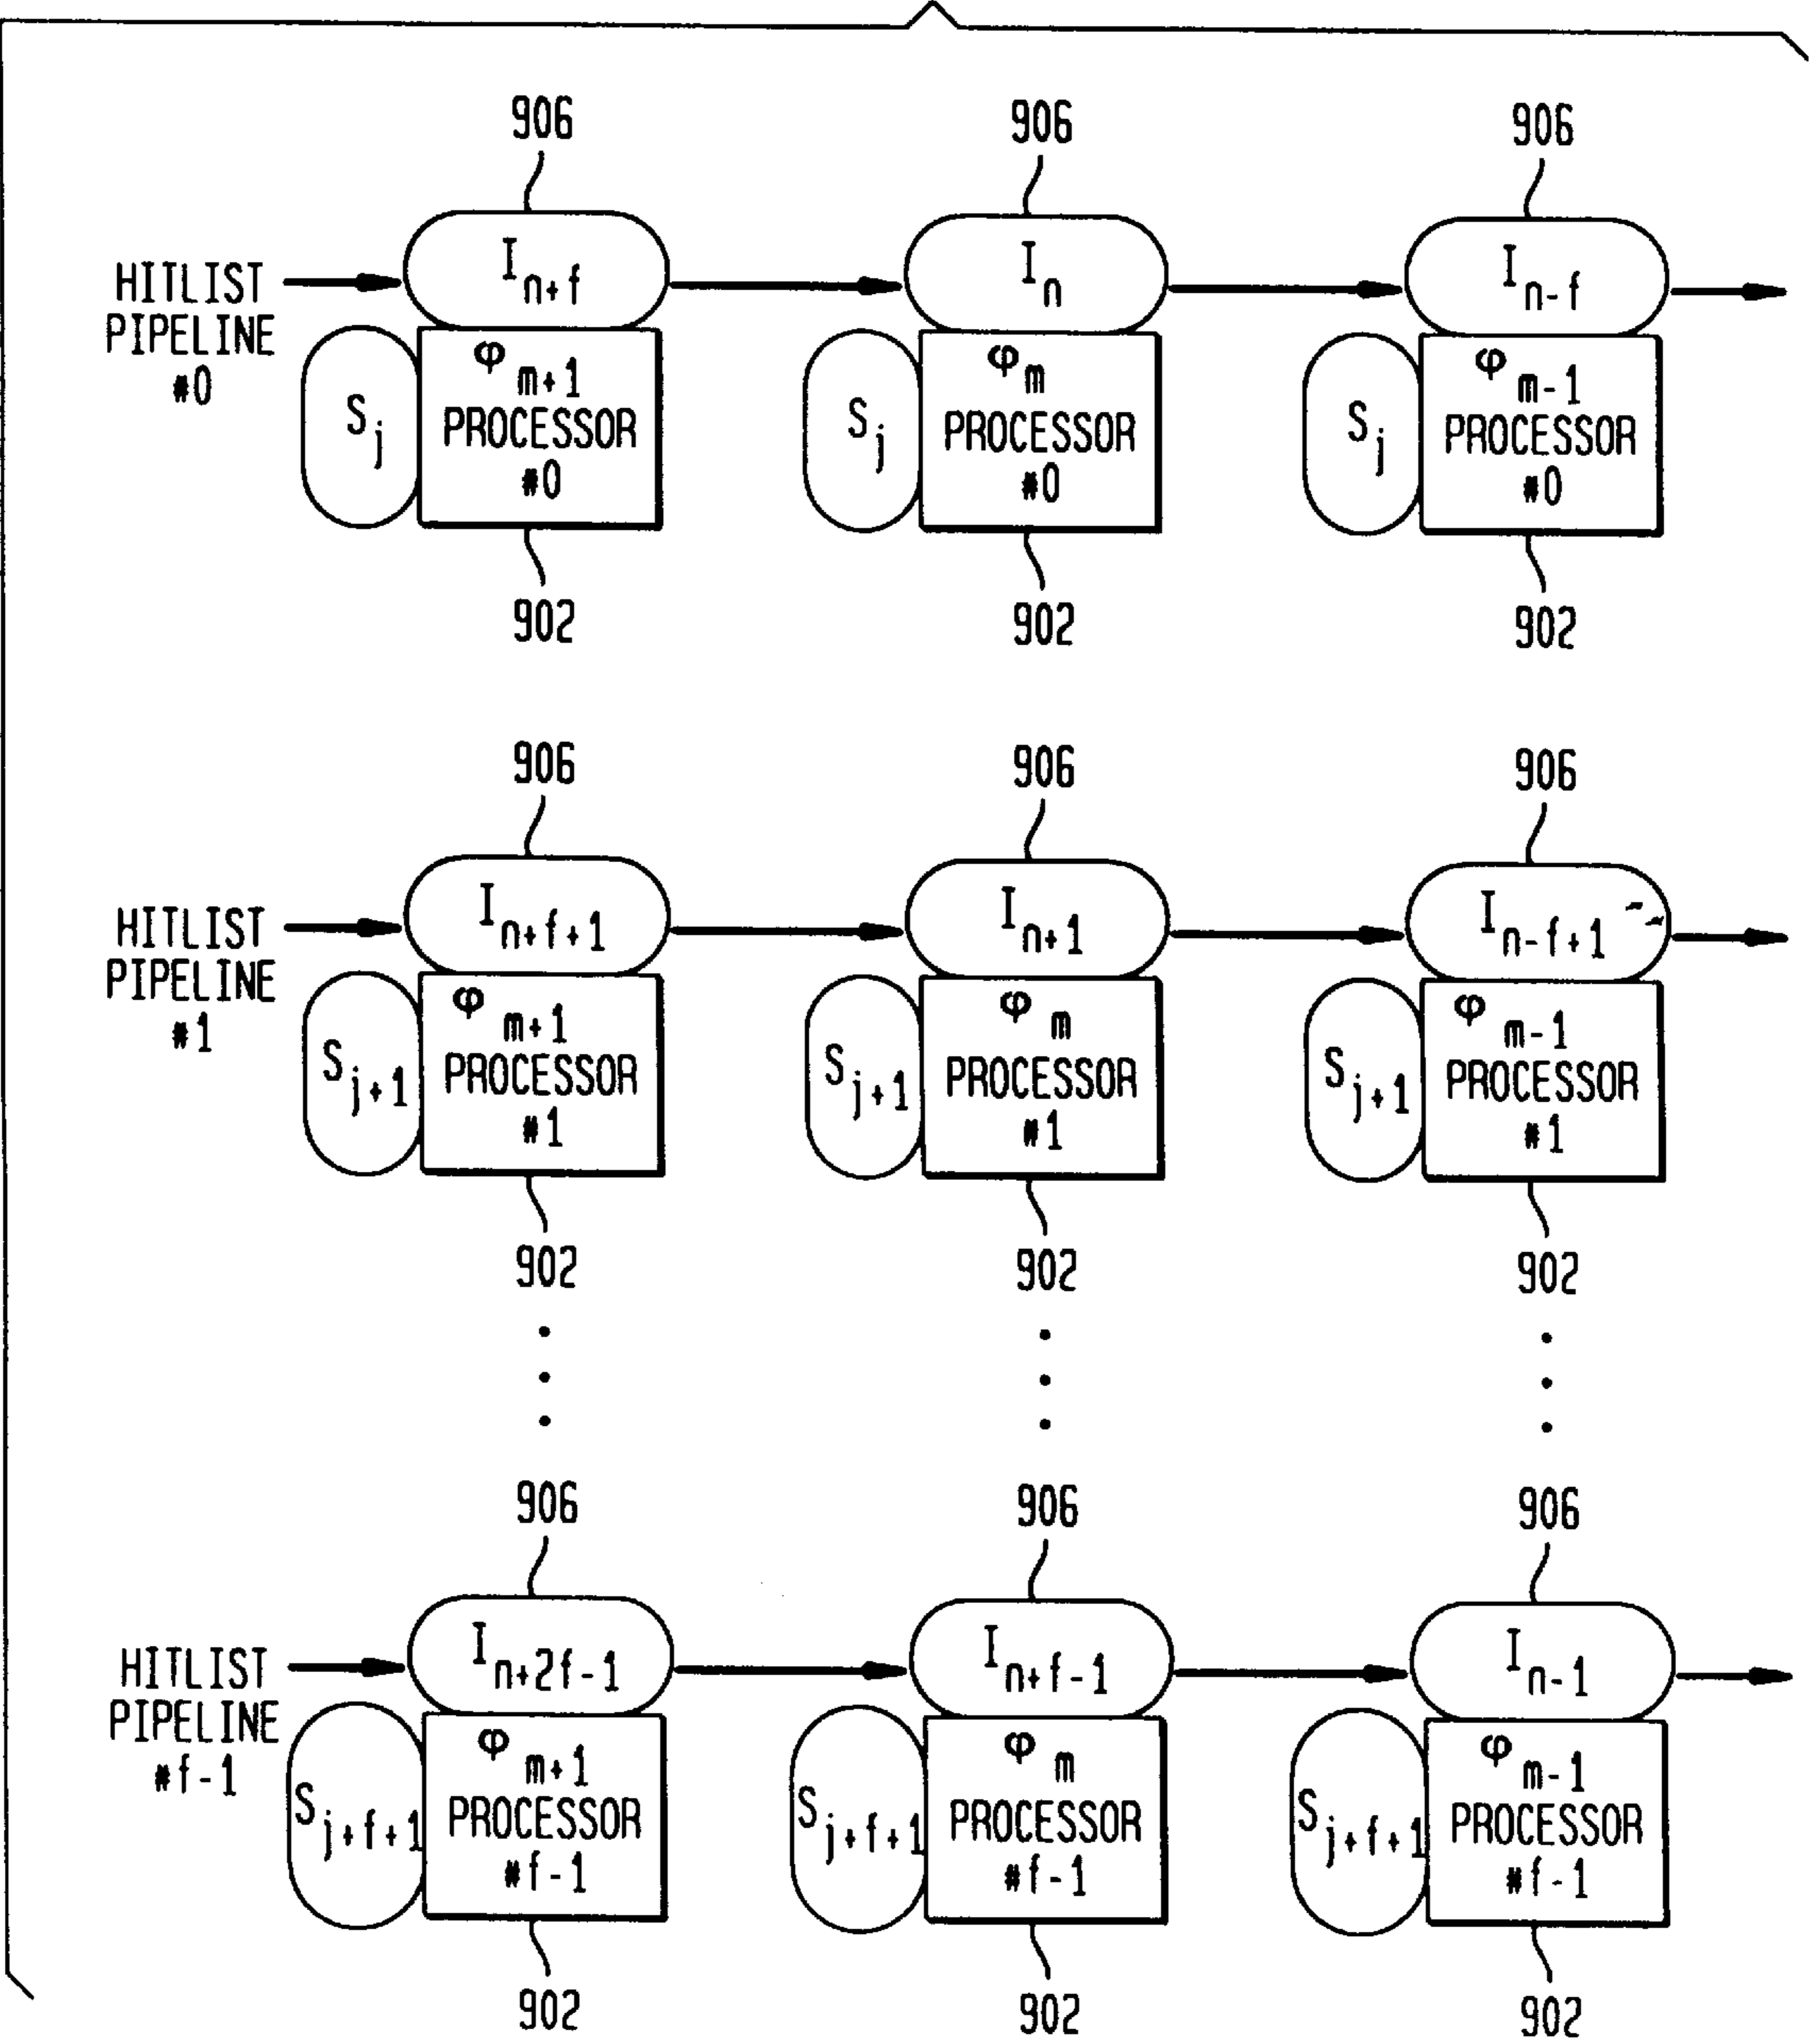 906 906 906
HITLIST PIPELINE #0
I n+f I n I n-f
S j φ m+1 PROCESSOR #0
S j φ m PROCESSOR #0
S j φ m-1 PROCESSOR #0
902 902 902
906 906 906
HITLIST PIPELINE #1
I n+f+1 I n+1 I n-f+1
S j+1 φ m+1 PROCESSOR #1
S j+1 φ m PROCESSOR #1
S j+1 φ m-1 PROCESSOR #1
902 902 902
906 906 906
HITLIST PIPELINE #f-1
I n+2f-1 I n+f-1 I n-1
S j+f+1 φ m+1 PROCESSOR #f-1
S j+f+1 φ m PROCESSOR #f-1
S j+f+1 φ m-1 PROCESSOR #f-1
902 902 902